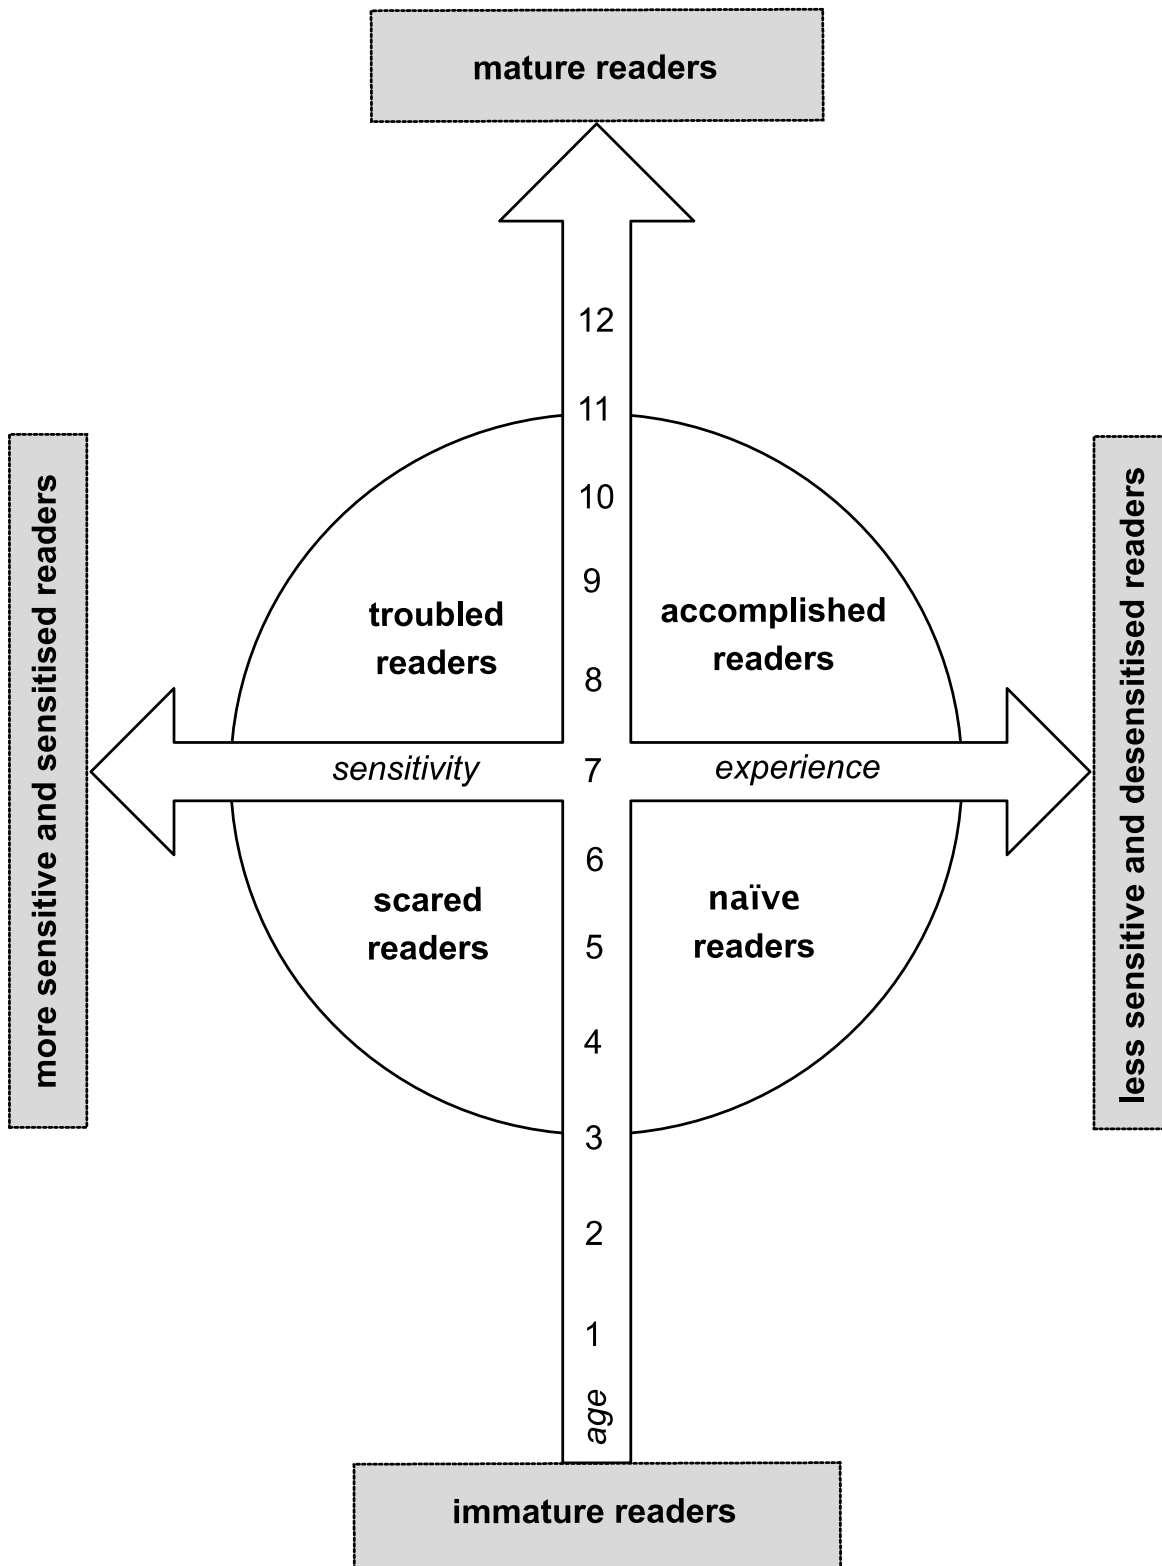 mature readers
12
11
10
9
8
7
6
5
4
3
2
1
age
more sensitive and sensitised readers
troubled
readers
accomplished
readers
sensitivity
experience
scared
readers
naïve
readers
less sensitive and desensitised readers
immature readers